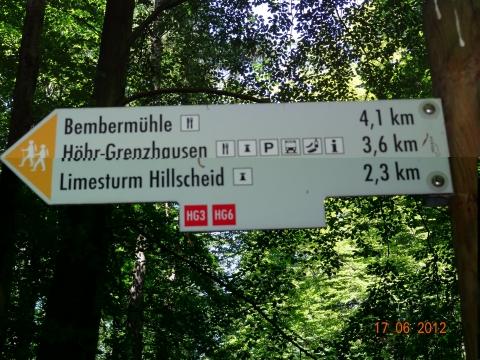 Bembermühle 4,1 km
Höhr-Grenzhausen P i 3,6 km
Limesturm Hillscheid 2,3 km
HG3 HG6
17 06 2012